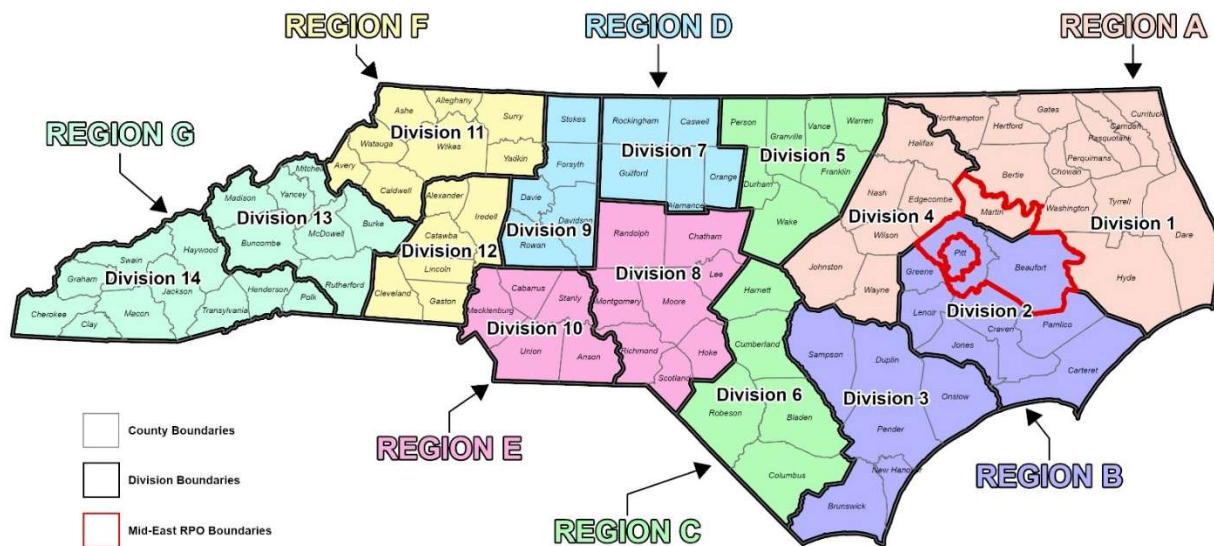 REGION F
REGION D
REGION A
REGION G
REGION E
REGION C
REGION B
Division 11
Ashe
Alleghany
Surry
Watauga
Wilkes
Yadkin
Avery
Caldwell
Division 13
Mitchell
Madison
Yancey
Burke
McDowell
Buncombe
Rutherford
Division 14
Haywood
Swain
Graham
Jackson
Henderson
Polk
Transylvania
Macon
Cherokee
Clay
Division 12
Alexander
Iredell
Catawba
Lincoln
Cleveland
Gaston
Division 9
Stokes
Forsyth
Davie
Davidson
Rowan
Division 7
Rockingham
Caswell
Guilford
Orange
Alamance
Division 5
Person
Granville
Vance
Warren
Franklin
Durham
Wake
Division 4
Halifax
Nash
Edgecombe
Wilson
Johnston
Wayne
Division 1
Northampton
Gates
Currituck
Camden
Hertford
Pasquotank
Perquimans
Chowan
Bertie
Martin
Washington
Tyrrell
Dare
Hyde
Division 2
Pitt
Beaufort
Greene
Lenoir
Craven
Pamlico
Jones
Carteret
Division 8
Randolph
Chatham
Lee
Montgomery
Moore
Richmond
Hoke
Scotland
Division 10
Cabarrus
Stanly
Mecklenburg
Union
Anson
Division 6
Harnett
Cumberland
Robeson
Bladen
Columbus
Division 3
Sampson
Duplin
Onslow
Pender
New Hanover
Brunswick
County Boundaries
Division Boundaries
Mid-East RPO Boundaries